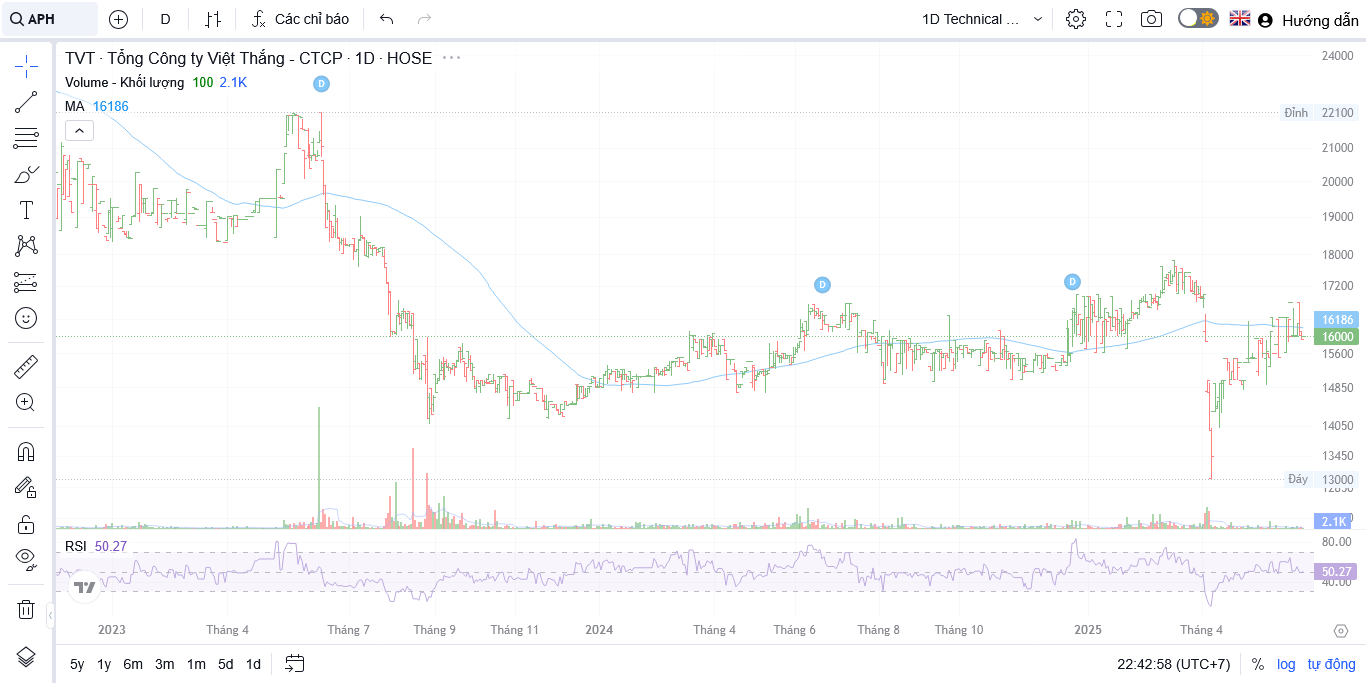 APH D Các chỉ báo 1D Technical ... Hướng dẫn
TVT · Tổng Công ty Việt Thắng - CTCP · 1D · HOSE ···
Volume - Khối lượng 100 2.1K
MA 16186
D
D
D
24000
Đỉnh 22100
21000
20000
19000
18000
17200
16186
16000
15600
14850
14050
13450
Đáy 13000
2.1K
RSI 50.27
80.00
50.27
40.00
2023 Tháng 4 Tháng 7 Tháng 9 Tháng 11 2024 Tháng 4 Tháng 6 Tháng 8 Tháng 10 2025 Tháng 4
5y 1y 6m 3m 1m 5d 1d 22:42:58 (UTC+7) % log tự động